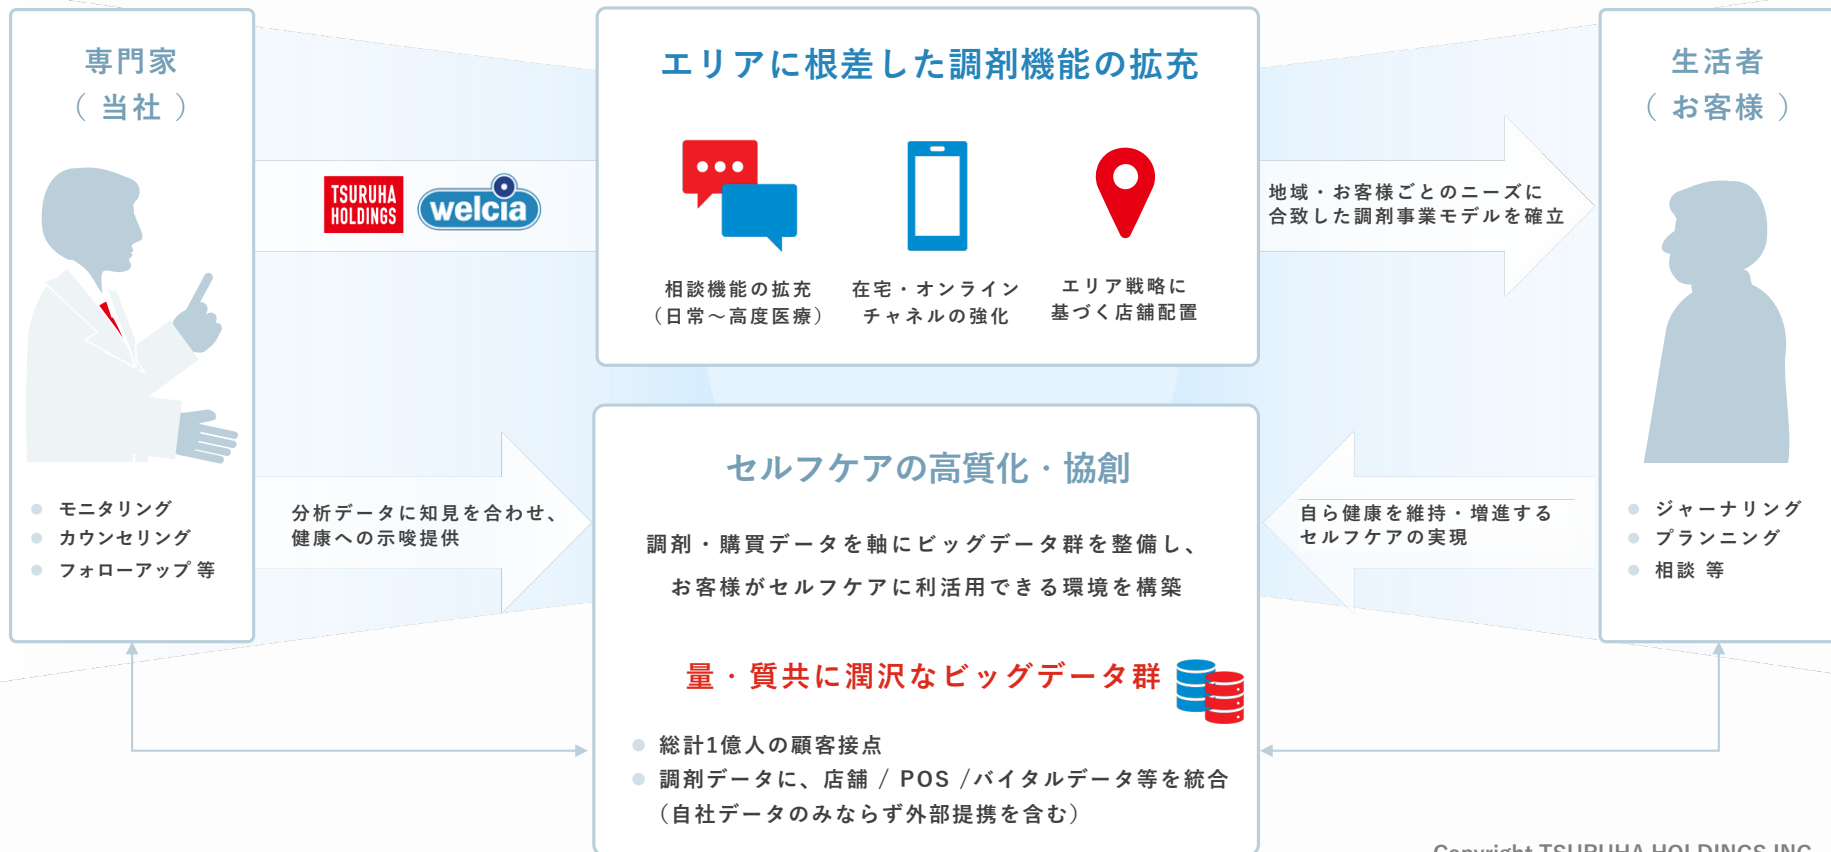 専門家
（ 当社 ）
モニタリング
カウンセリング
フォローアップ 等
TSURUHA
HOLDINGS
welcia
分析データに知見を合わせ、
健康への示唆提供
エリアに根差した調剤機能の拡充
相談機能の拡充
（日常～高度医療）
在宅・オンライン
チャネルの強化
エリア戦略に
基づく店舗配置
地域・お客様ごとのニーズに
合致した調剤事業モデルを確立
セルフケアの高質化・協創
調剤・購買データを軸にビッグデータ群を整備し、
お客様がセルフケアに利活用できる環境を構築
量・質共に潤沢なビッグデータ群
総計1億人の顧客接点
調剤データに、店舗 / POS /バイタルデータ等を統合
（自社データのみならず外部提携を含む）
自ら健康を維持・増進する
セルフケアの実現
生活者
（ お客様 ）
ジャーナリング
プランニング
相談 等
Copyright TSURUHA HOLDINGS INC